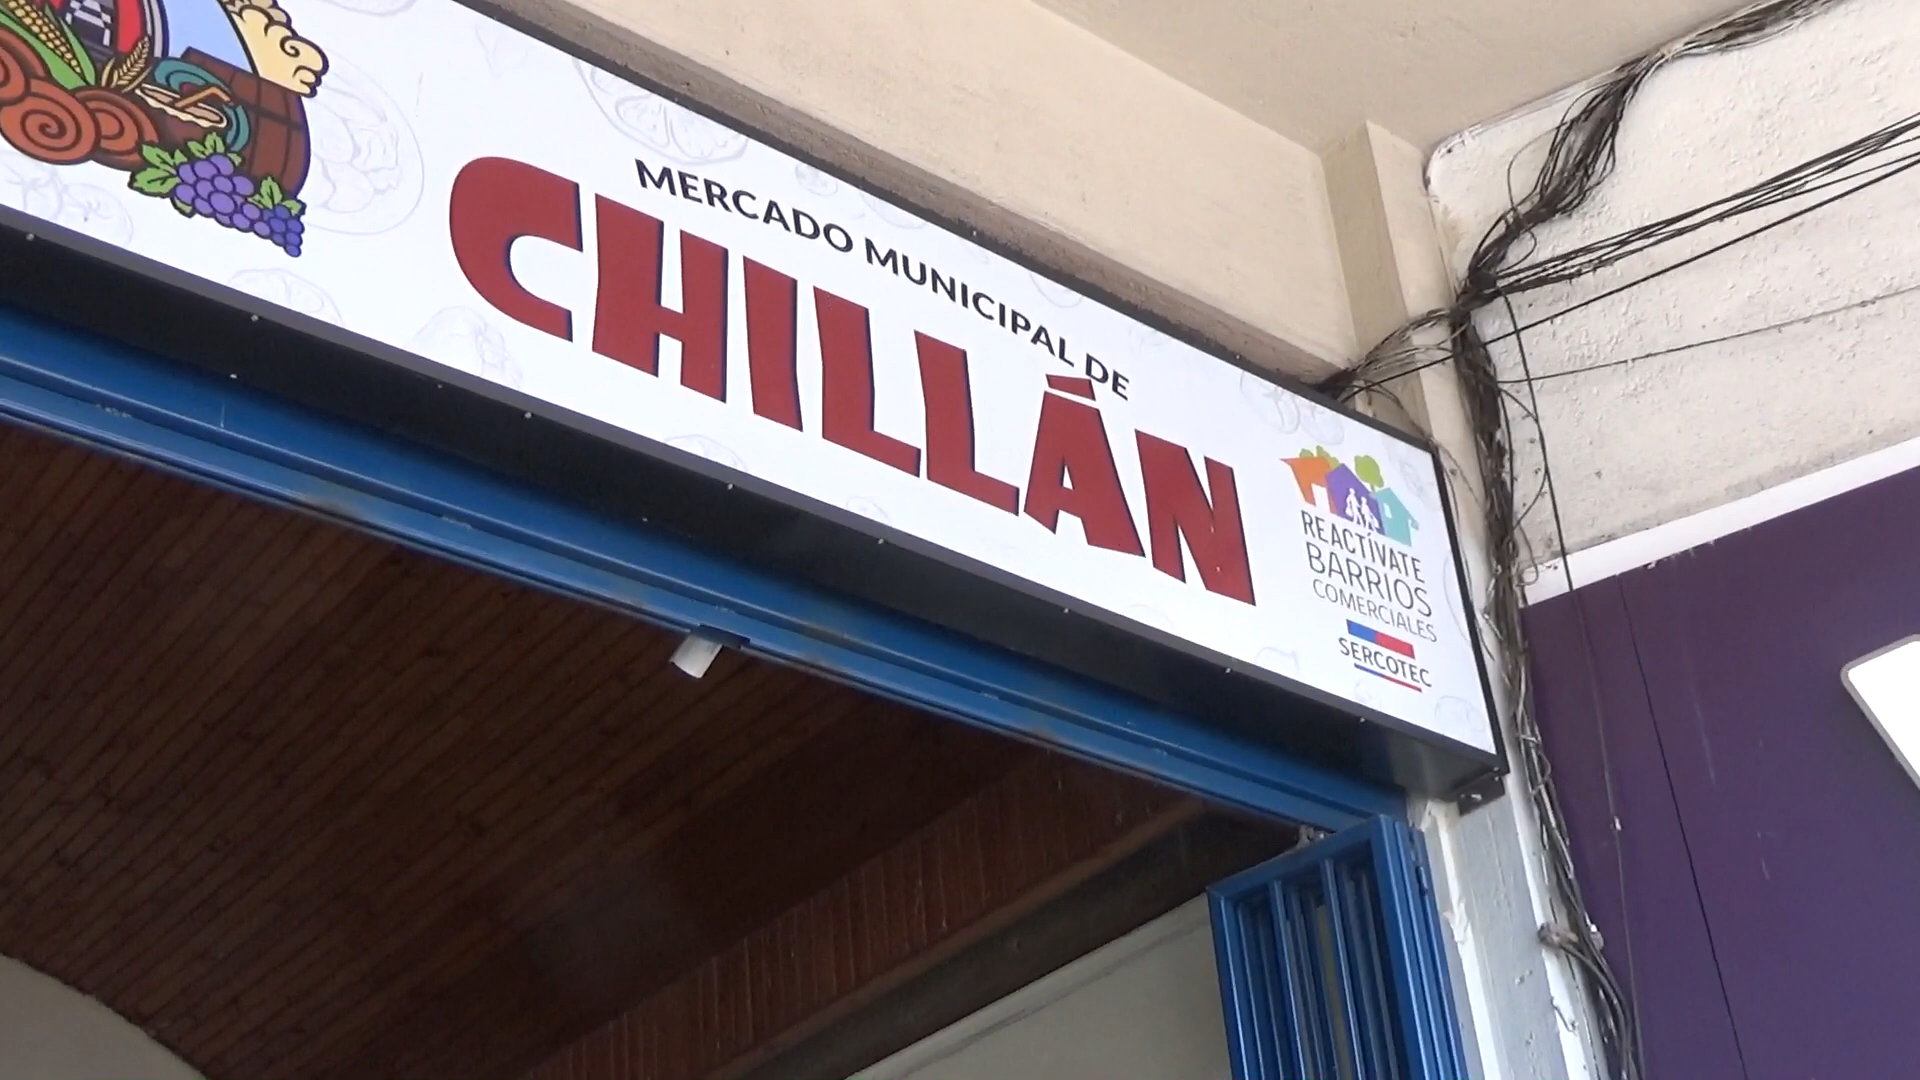 MERCADO MUNICIPAL DE
CHILLÁN
REACTÍVATE
BARRIOS
COMERCIALES
SERCOTEC